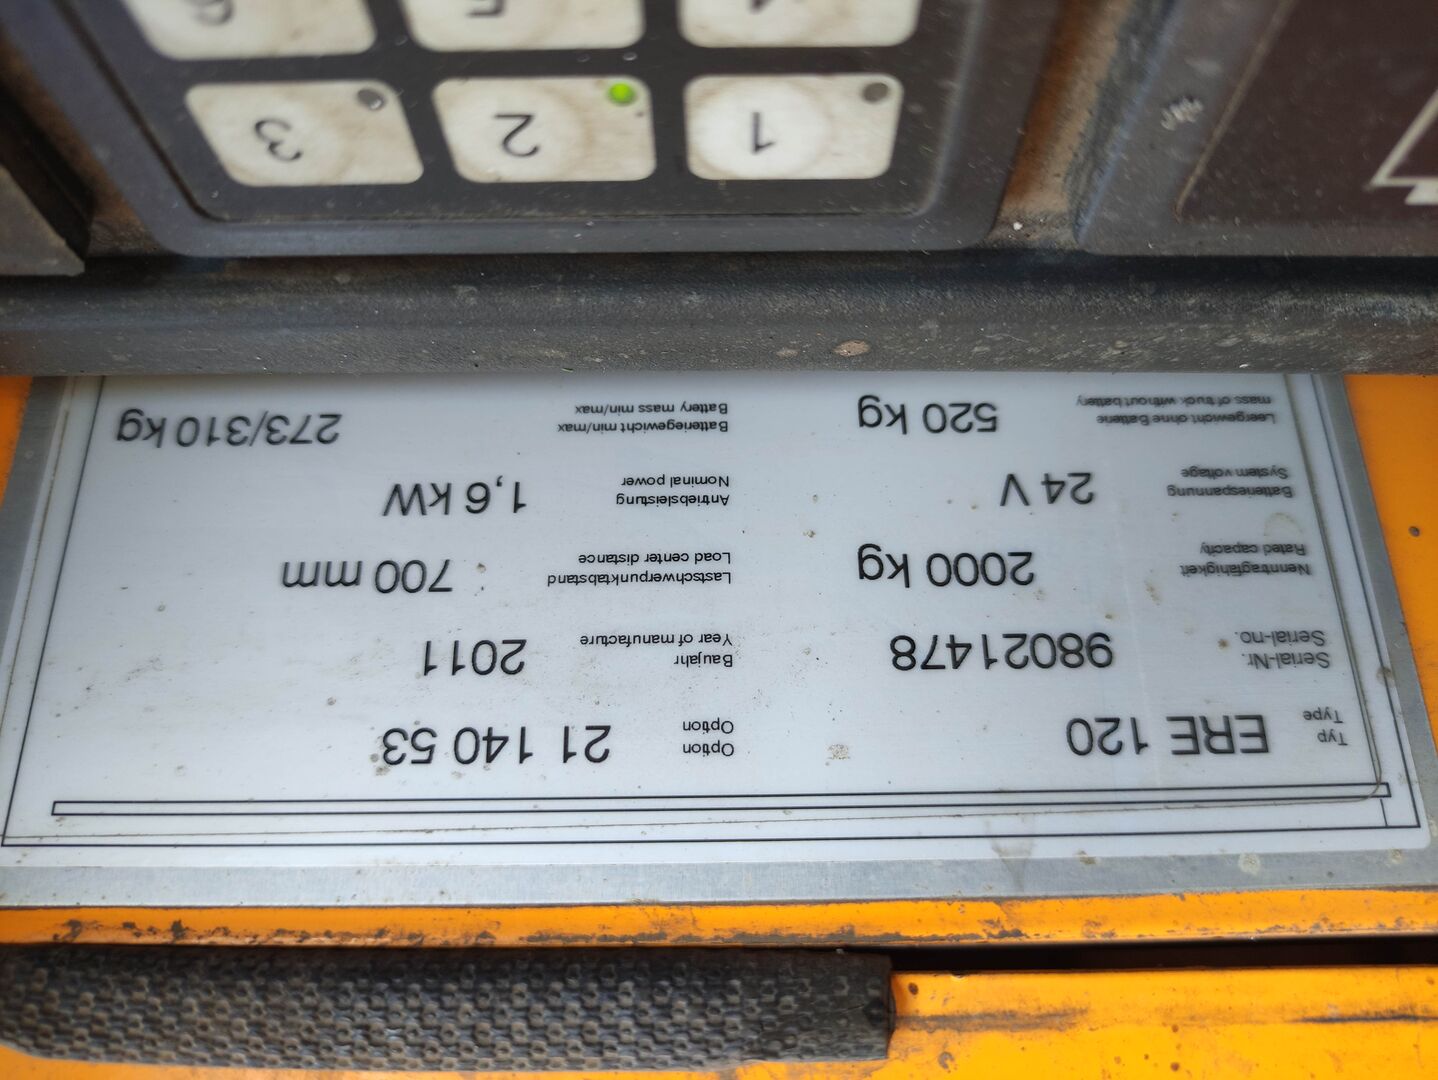 Typ ERE 120 Option 21 140 53
Type Option
Serial-Nr. 98021478 Baujahr 2011
Serial-no. Year of manufacture
Nenntragfähigkeit 2000 kg Lastschwerpunktabstand 700 mm
Rated capacity Load center distance
Batteriespannung 24 V Antriebsleistung 1,6 kW
System voltage Nominal power
Leergewicht ohne Batterie 520 kg Batteriegewicht min/max 273/310 kg
mass of truck without battery Battery mass min/max
1 2 3
4 5 6